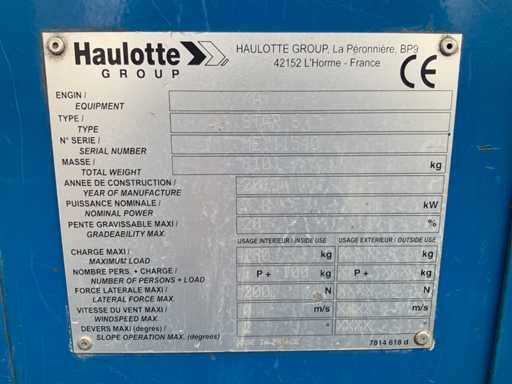 Haulotte
GROUP
HAULOTTE GROUP, La Péronnière, BP9
42152 L'Horme - France
CE
ENGIN /
EQUIPMENT
TYPE /
TYPE
N° SERIE /
SERIAL NUMBER
MASSE /
TOTAL WEIGHT
kg
ANNEE DE CONSTRUCTION /
YEAR OF MANUFACTURE
PUISSANCE NOMINALE /
NOMINAL POWER
kW
PENTE GRAVISSABLE MAXI /
GRADEABILITY MAX.
%
USAGE INTERIEUR / INSIDE USE
USAGE EXTERIEUR / OUTSIDE USE
CHARGE MAXI /
MAXIMUM LOAD
kg
kg
NOMBRE PERS. + CHARGE /
NUMBER OF PERSONS + LOAD
P+ kg
P+ kg
FORCE LATERALE MAXI /
LATERAL FORCE MAX
N
N
VITESSE DU VENT MAXI /
WINDSPEED MAX.
m/s
m/s
DEVERS MAXI (degrés) /
SLOPE OPERATION MAX. (degrees)
MADE IN FRANCE
7814 618 d